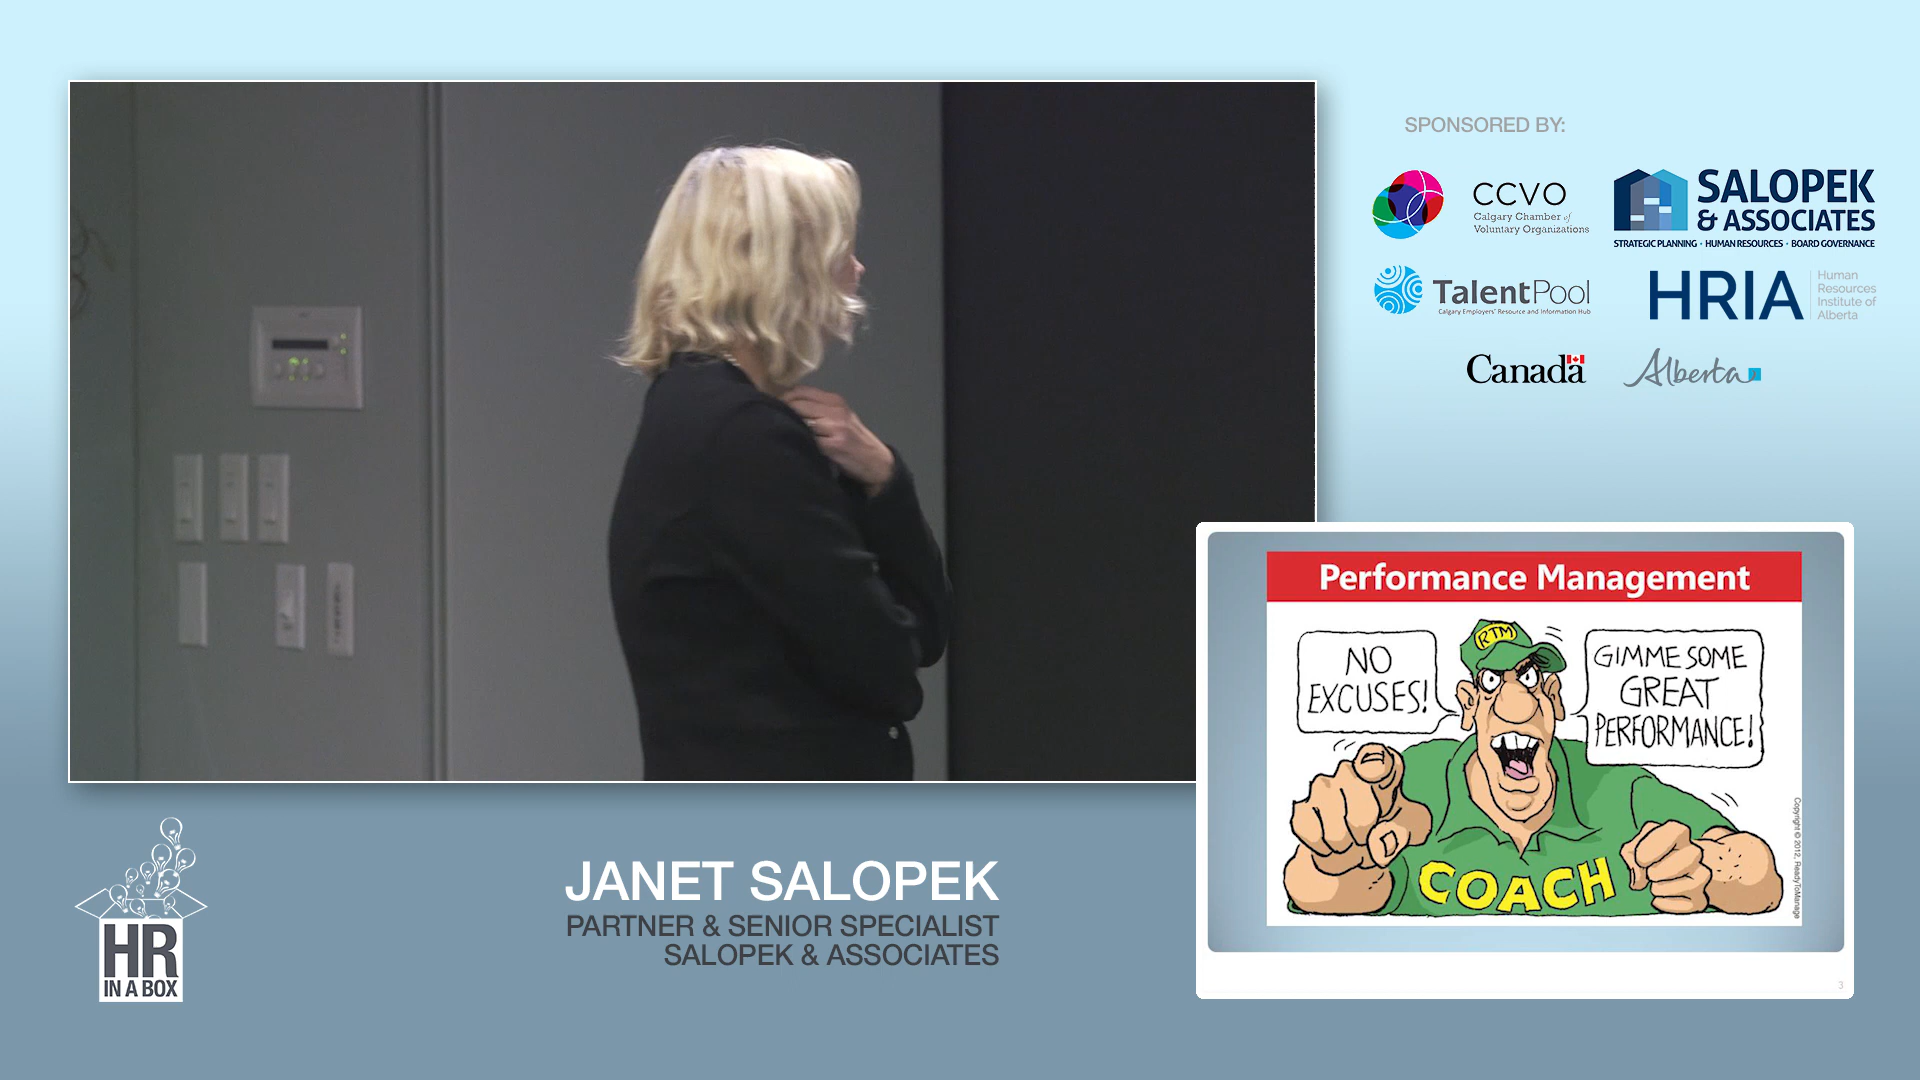 SPONSORED BY:
CCVO
Calgary Chamber of
Voluntary Organizations
SALOPEK
& ASSOCIATES
STRATEGIC PLANNING · HUMAN RESOURCES · BOARD GOVERNANCE
TalentPool
Calgary Employers' Resource and Information Hub
HRIA
Human
Resources
Institute of
Alberta
Canada
Alberta
Performance Management
RTM
NO
EXCUSES!
GIMME SOME
GREAT
PERFORMANCE!
COACH
Copyright © 2012, ReadyToManage
3
JANET SALOPEK
PARTNER & SENIOR SPECIALIST
SALOPEK & ASSOCIATES
HR
IN A BOX